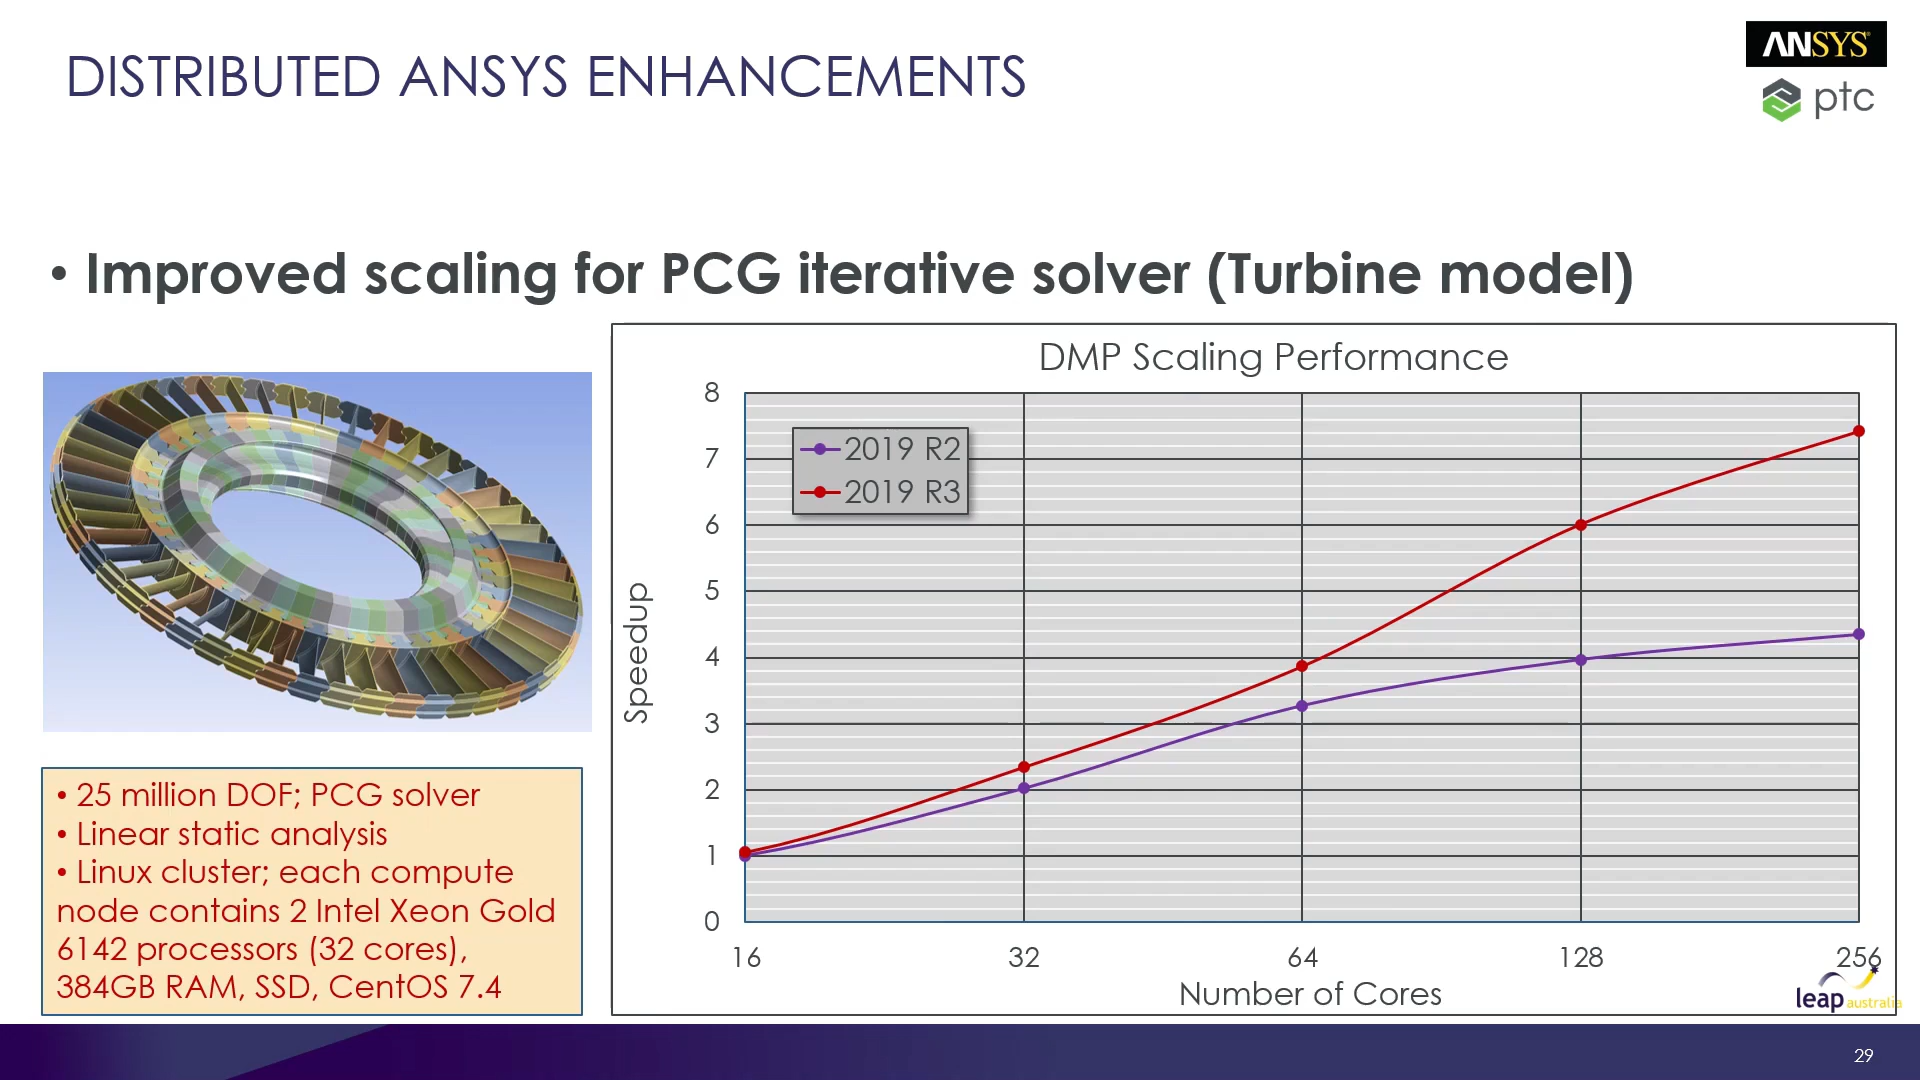 DISTRIBUTED ANSYS ENHANCEMENTS
ANSYS
ptc
• Improved scaling for PCG iterative solver (Turbine model)
DMP Scaling Performance
8
7
6
5
4
3
2
1
0
2019 R2
2019 R3
Speedup
16 32 64 128 256
Number of Cores
• 25 million DOF; PCG solver
• Linear static analysis
• Linux cluster; each compute
node contains 2 Intel Xeon Gold
6142 processors (32 cores),
384GB RAM, SSD, CentOS 7.4
leap australia
29